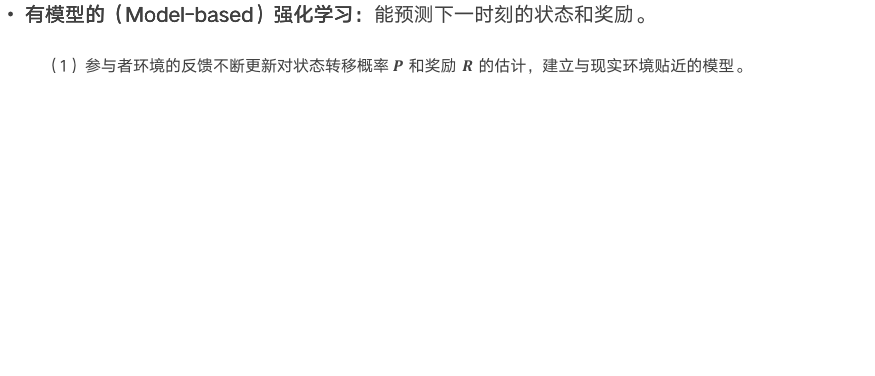 • 有模型的（Model-based）强化学习：能预测下一时刻的状态和奖励。
（1）参与者环境的反馈不断更新对状态转移概率 P 和奖励 R 的估计，建立与现实环境贴近的模型。